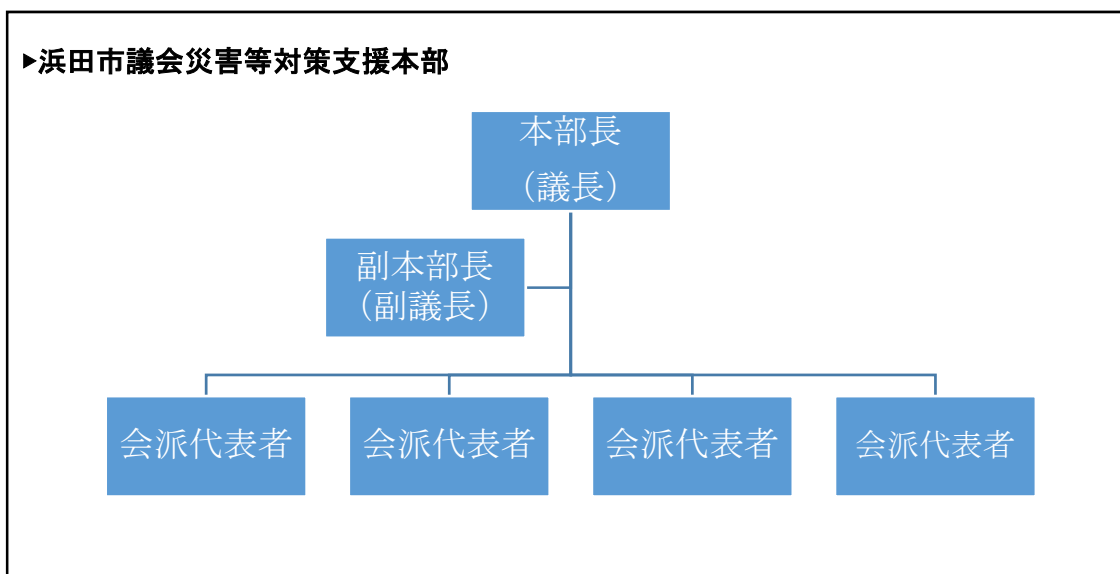 ▶浜田市議会災害等対策支援本部
本部長
（議長）
副本部長
（副議長）
会派代表者
会派代表者
会派代表者
会派代表者